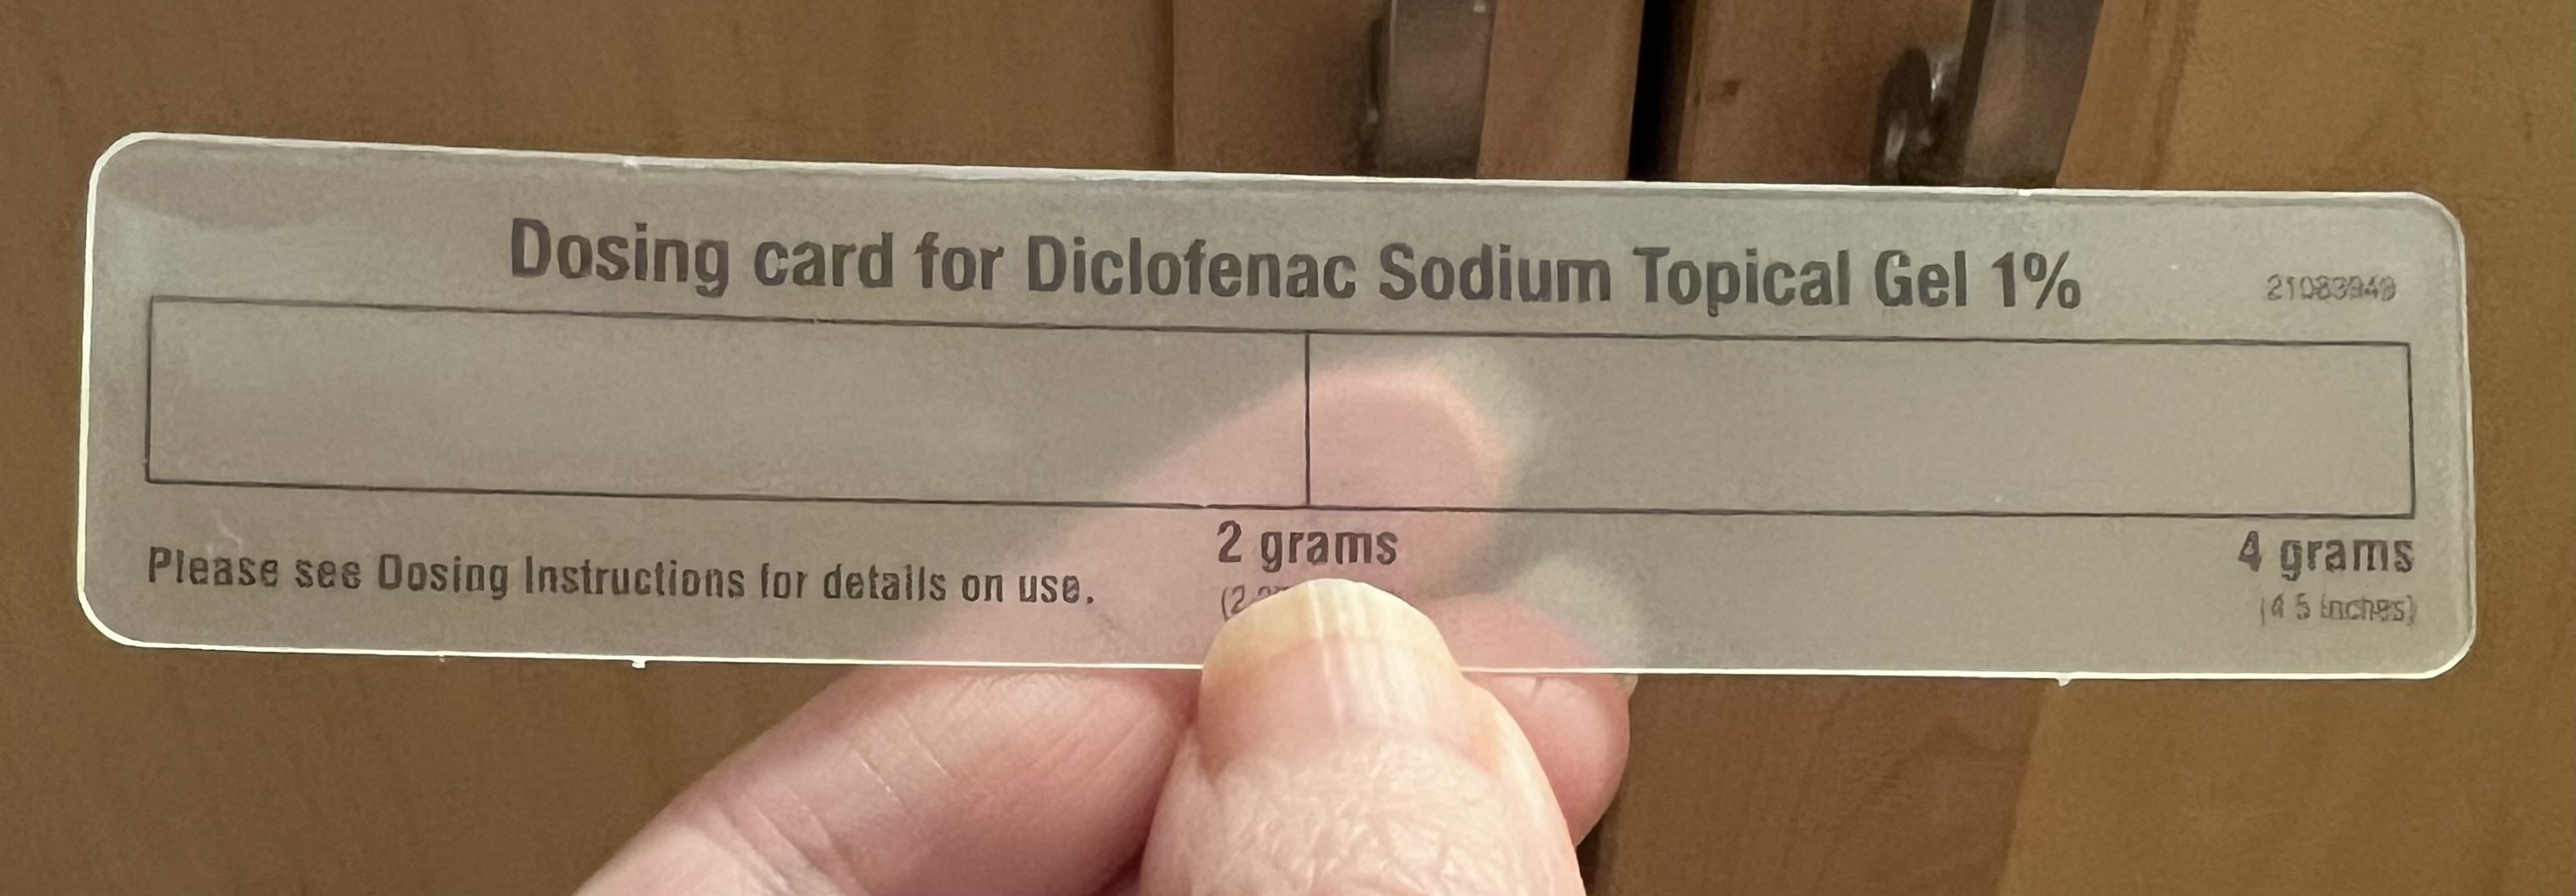 Dosing card for Diclofenac Sodium Topical Gel 1%
21083949
2 grams
4 grams
Please see Dosing Instructions for details on use.
(4.5 inches)